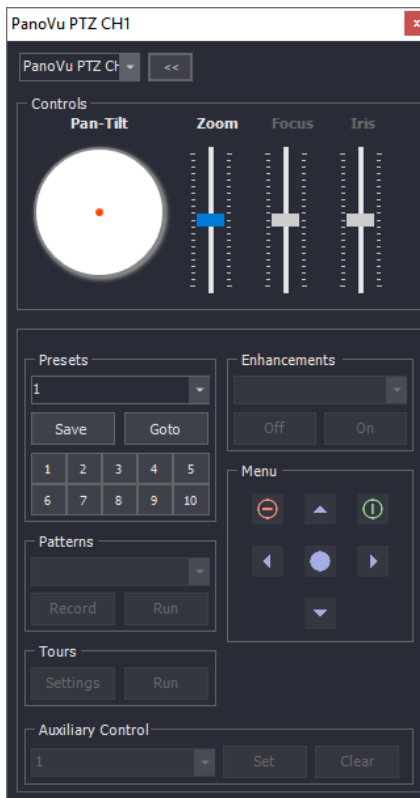 PanoVu PTZ CH1
x
PanoVu PTZ CH
<<
Controls
Pan-Tilt Zoom Focus Iris
Presets
1
Save Goto
1 2 3 4 5
6 7 8 9 10
Enhancements
Off On
Menu
Patterns
Record Run
Tours
Settings Run
Auxiliary Control
1 Set Clear